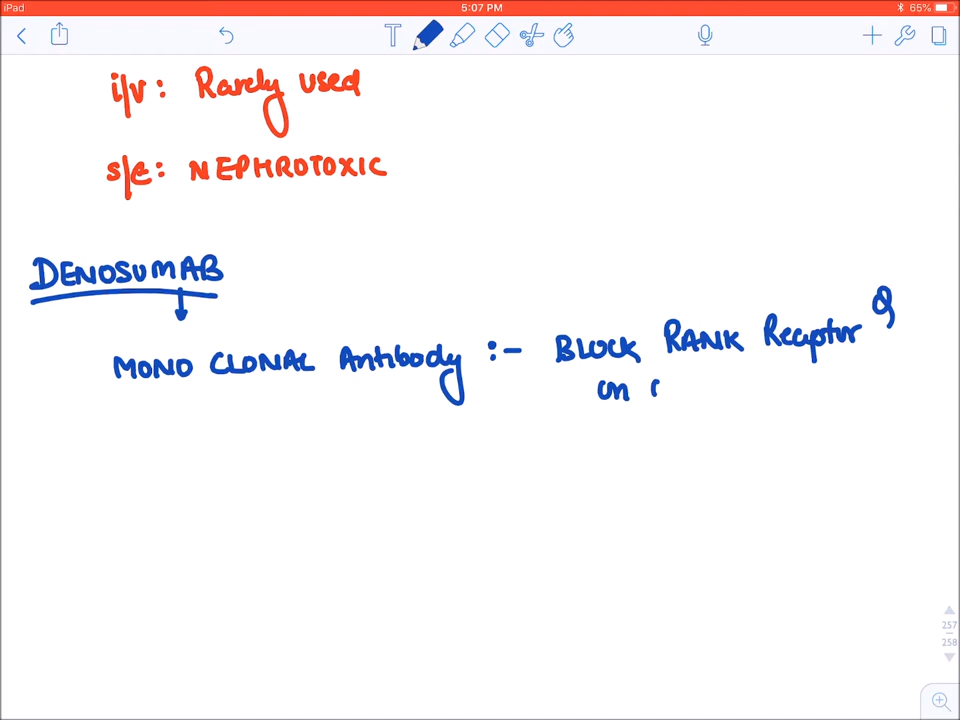 iPad
5:07 PM
65%
T
i/v : Rarely used
s/e : NEPHROTOXIC
DENOSUMAB
MONO CLONAL Antibody :- BLOCK RANK Receptor
on
257
258